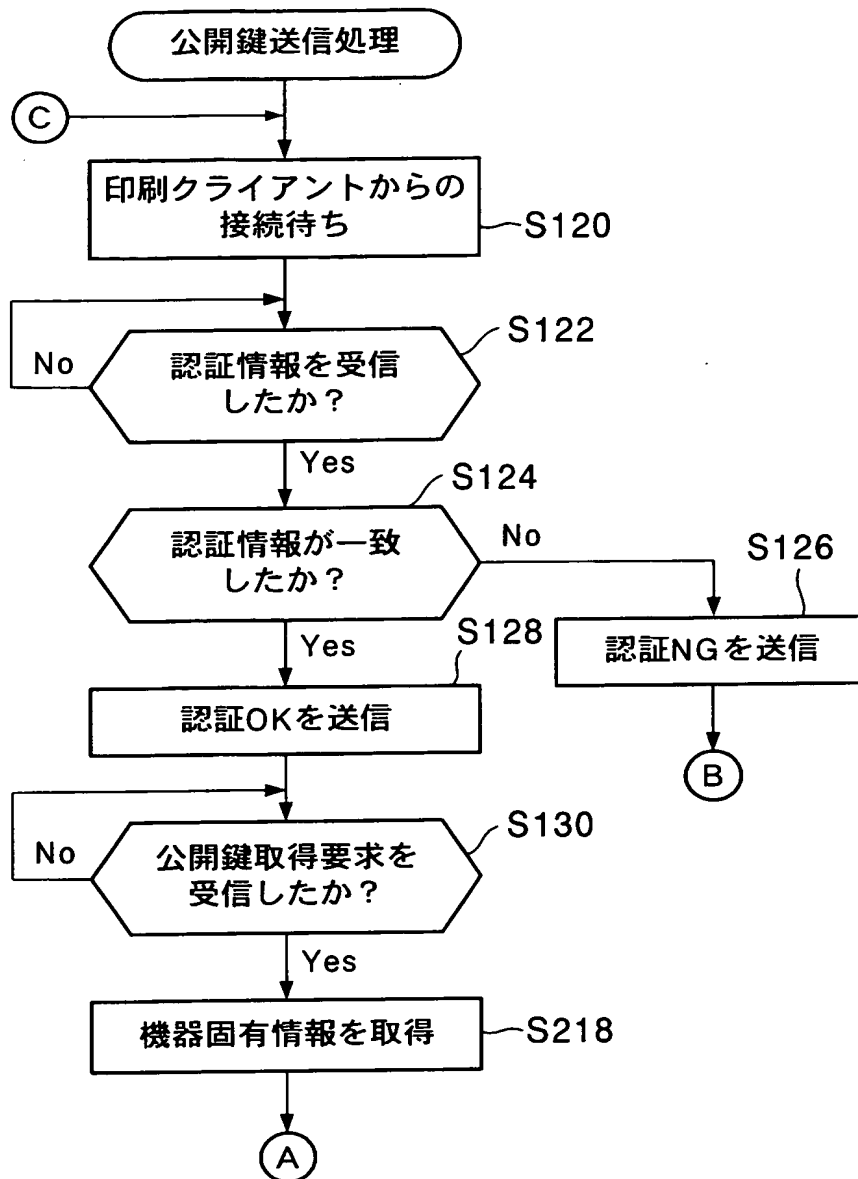 公開鍵送信処理
C
印刷クライアントからの
接続待ち
S120
S122
No
認証情報を受信
したか？
Yes
S124
認証情報が一致
したか？
No
S126
Yes
S128
認証NGを送信
認証OKを送信
B
S130
No
公開鍵取得要求を
受信したか？
Yes
機器固有情報を取得
S218
A